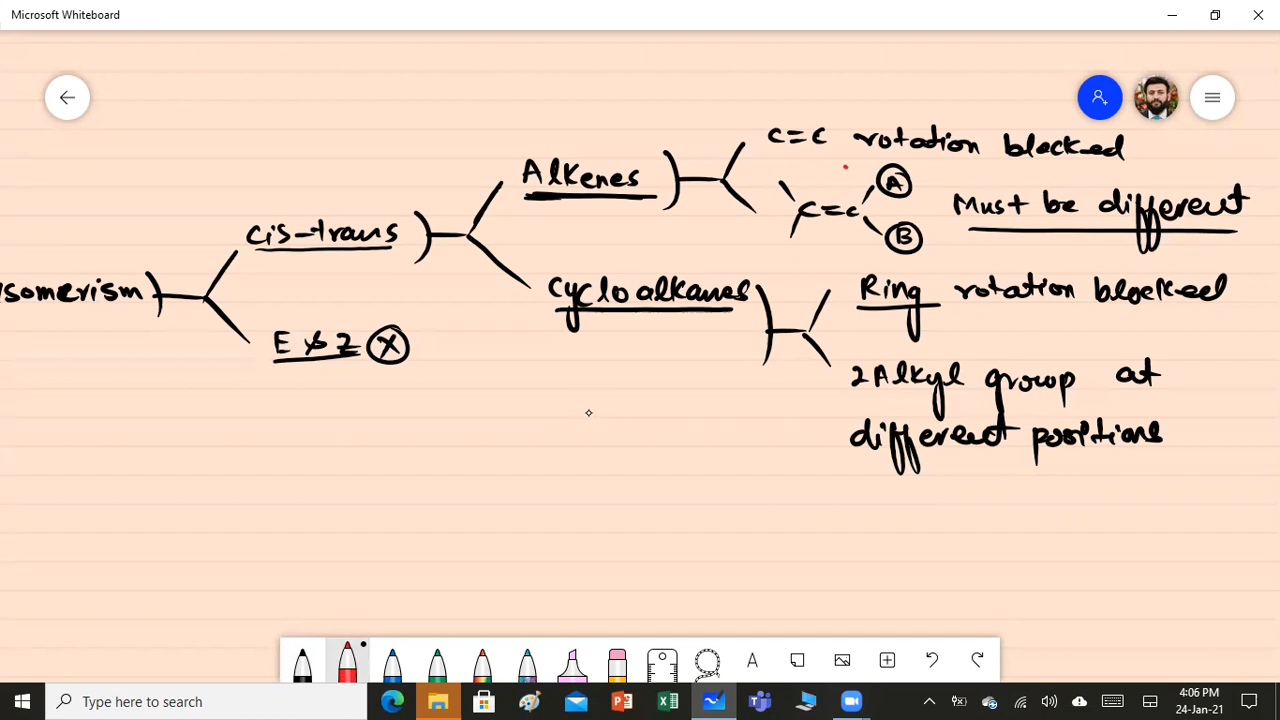 Microsoft Whiteboard
C=C rotation blocked
Alkenes
C=C A B Must be different
cis-trans
somerism
Cycloalkanes
Ring rotation blocked
E & Z X
2 Alkyl group at
different positions
A
Type here to search
4:06 PM
24-Jan-21